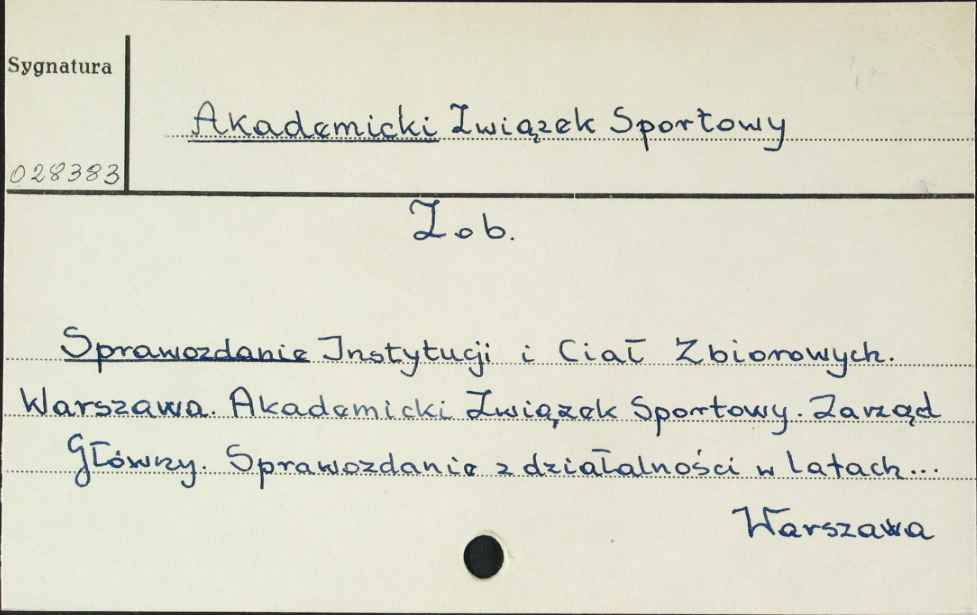 Sygnatura
Akademicki Związek Sportowy
028383
Zob.
Sprawozdanie Instytucji i Ciał Zbiorowych.
Warszawa. Akademicki Związek Sportowy. Zarząd
Główny. Sprawozdanie z działalności w latach...
Warszawa